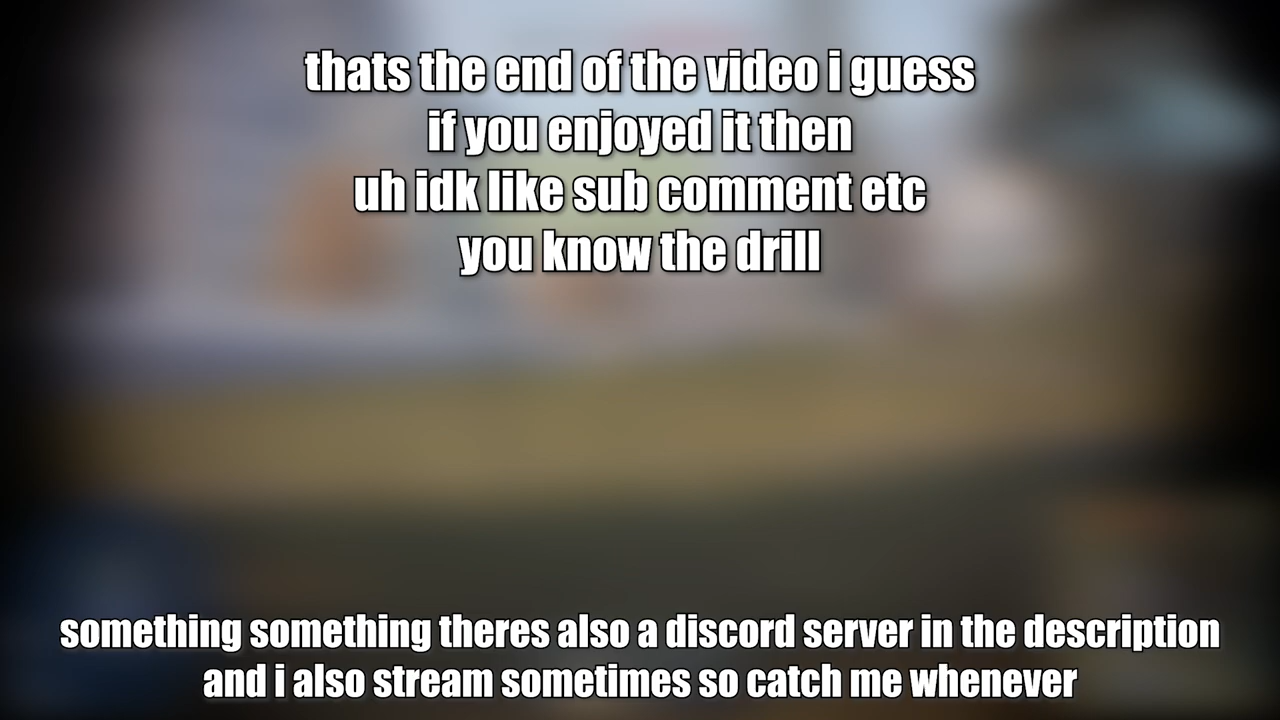 thats the end of the video i guess
if you enjoyed it then
uh idk like sub comment etc
you know the drill
something something theres also a discord server in the description
and i also stream sometimes so catch me whenever